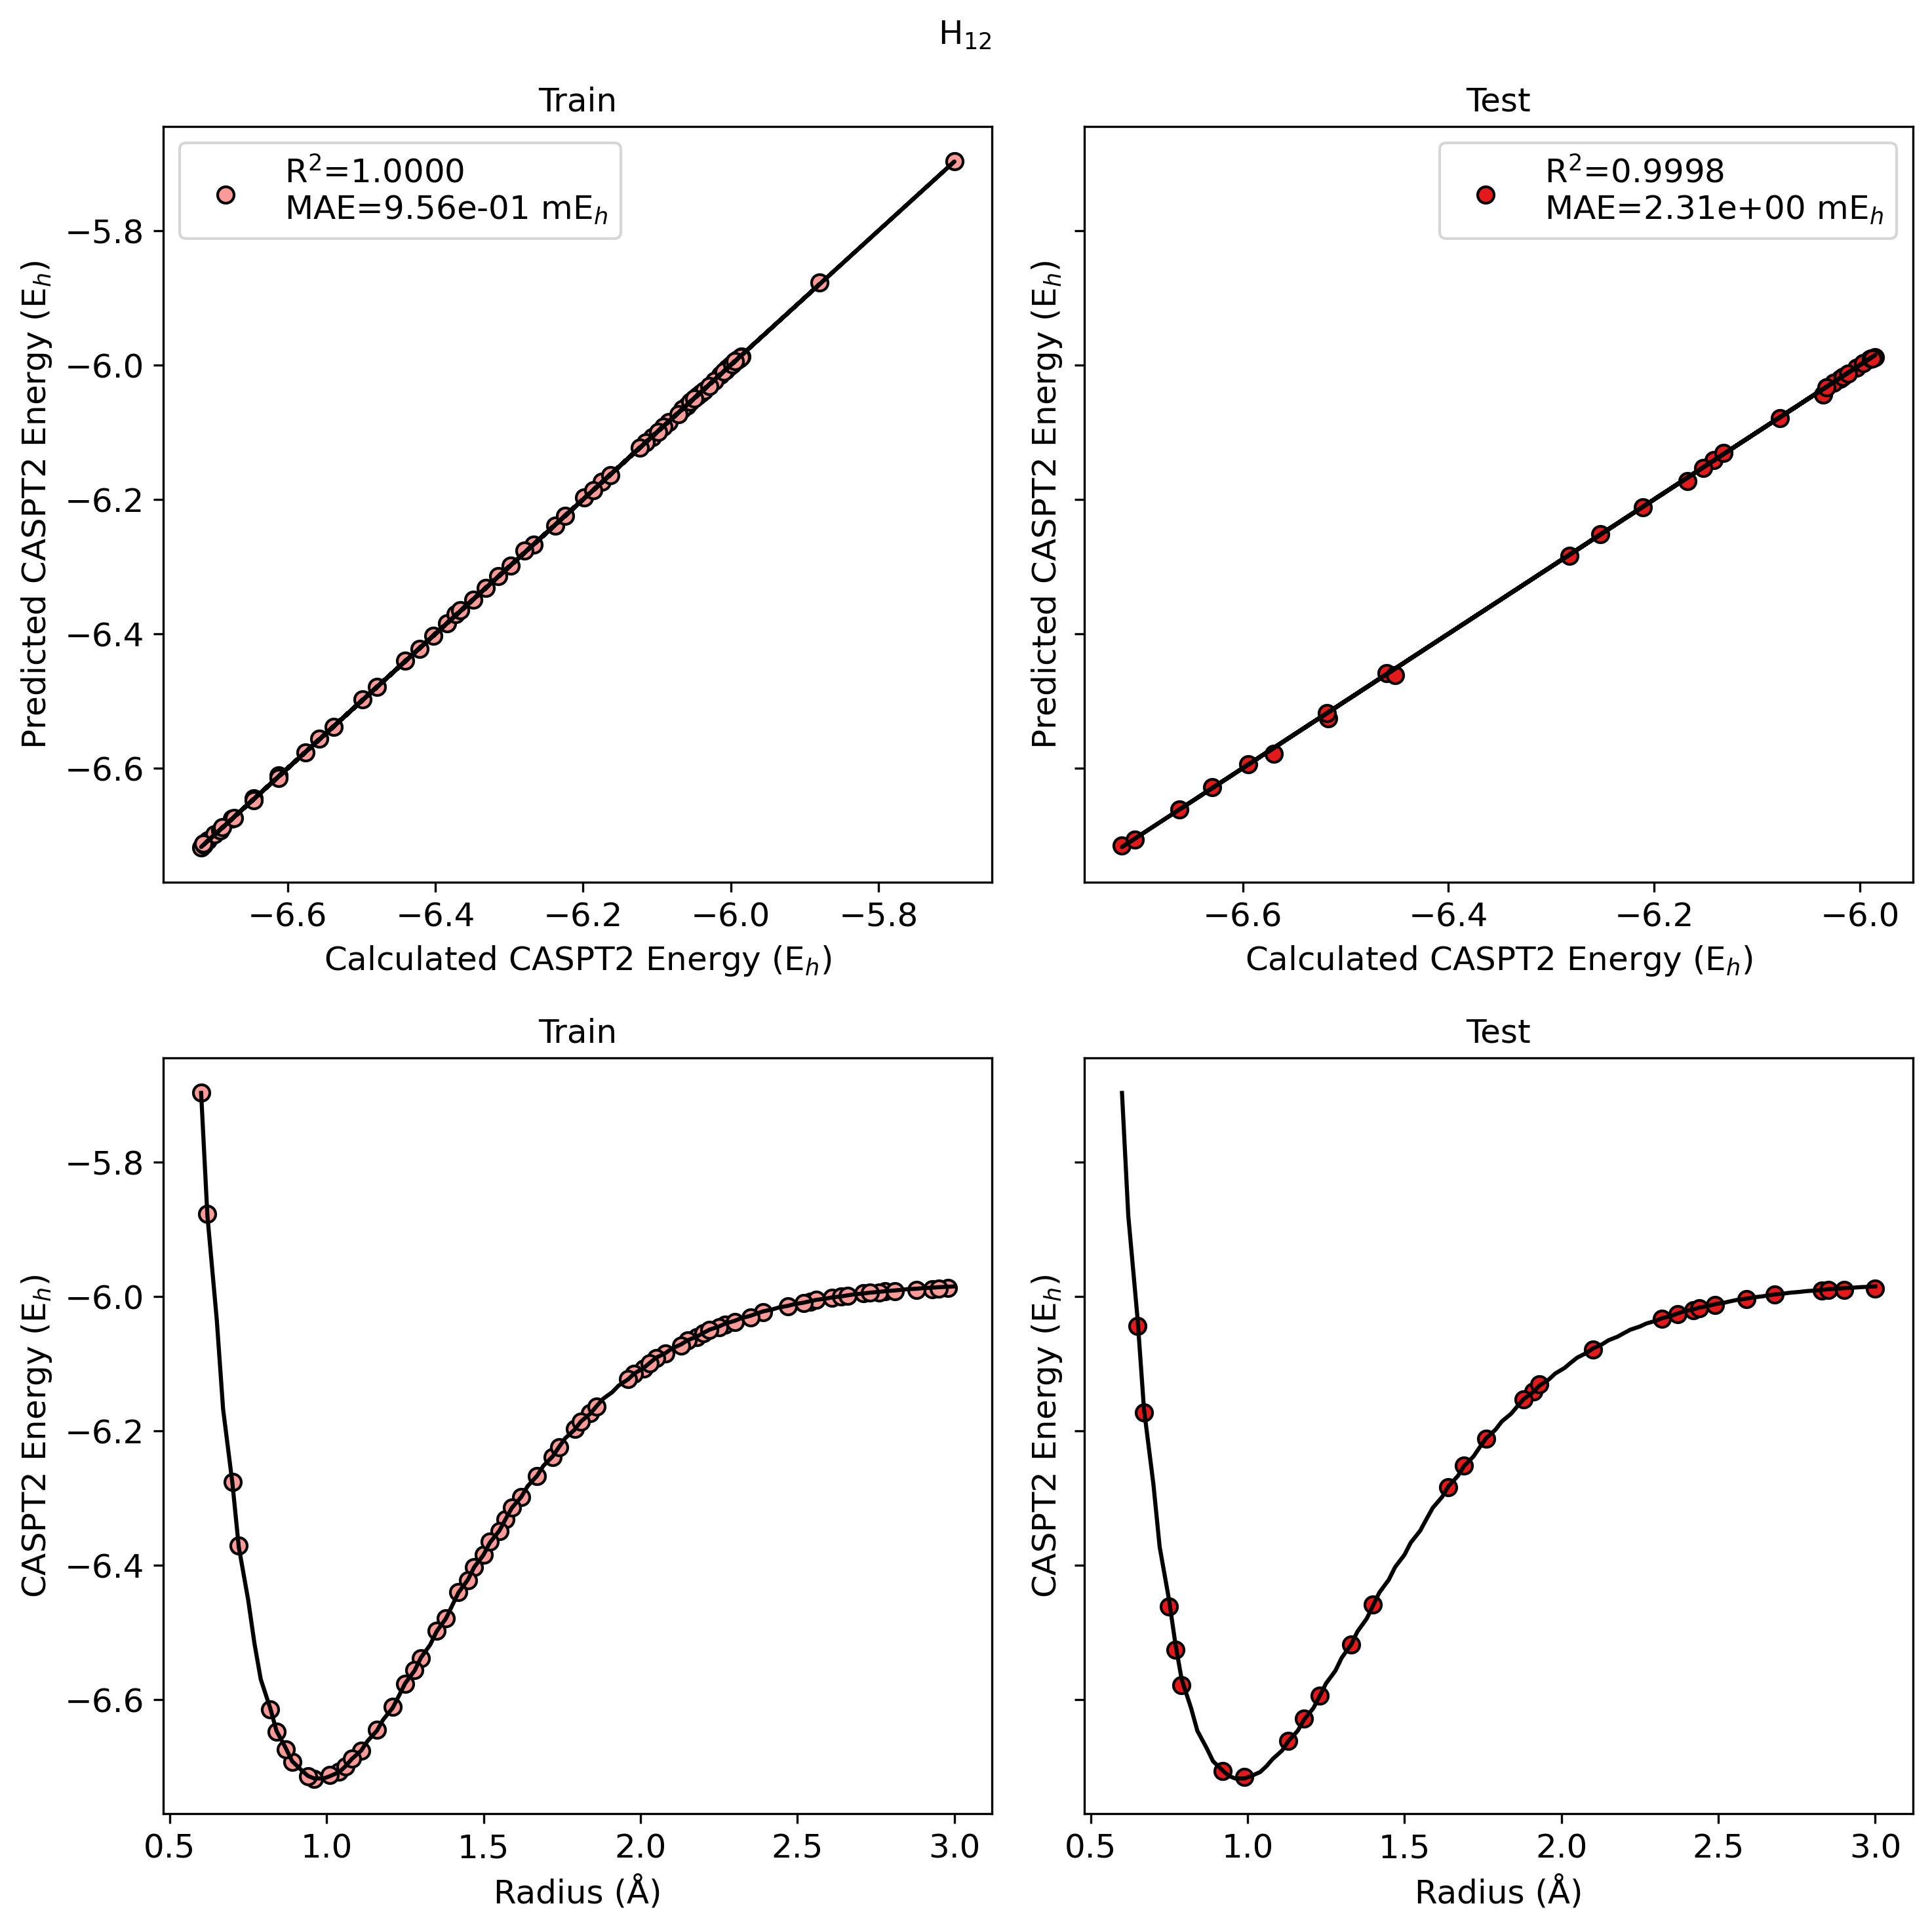 H₁₂
Train
R²=1.0000
MAE=9.56e-01 mEₕ
Predicted CASPT2 Energy (Eₕ)
−5.8
−6.0
−6.2
−6.4
−6.6
−6.6
−6.4
−6.2
−6.0
−5.8
Calculated CASPT2 Energy (Eₕ)
Test
R²=0.9998
MAE=2.31e+00 mEₕ
Predicted CASPT2 Energy (Eₕ)
−6.6
−6.4
−6.2
−6.0
Calculated CASPT2 Energy (Eₕ)
Train
CASPT2 Energy (Eₕ)
−5.8
−6.0
−6.2
−6.4
−6.6
0.5
1.0
1.5
2.0
2.5
3.0
Radius (Å)
Test
CASPT2 Energy (Eₕ)
0.5
1.0
1.5
2.0
2.5
3.0
Radius (Å)